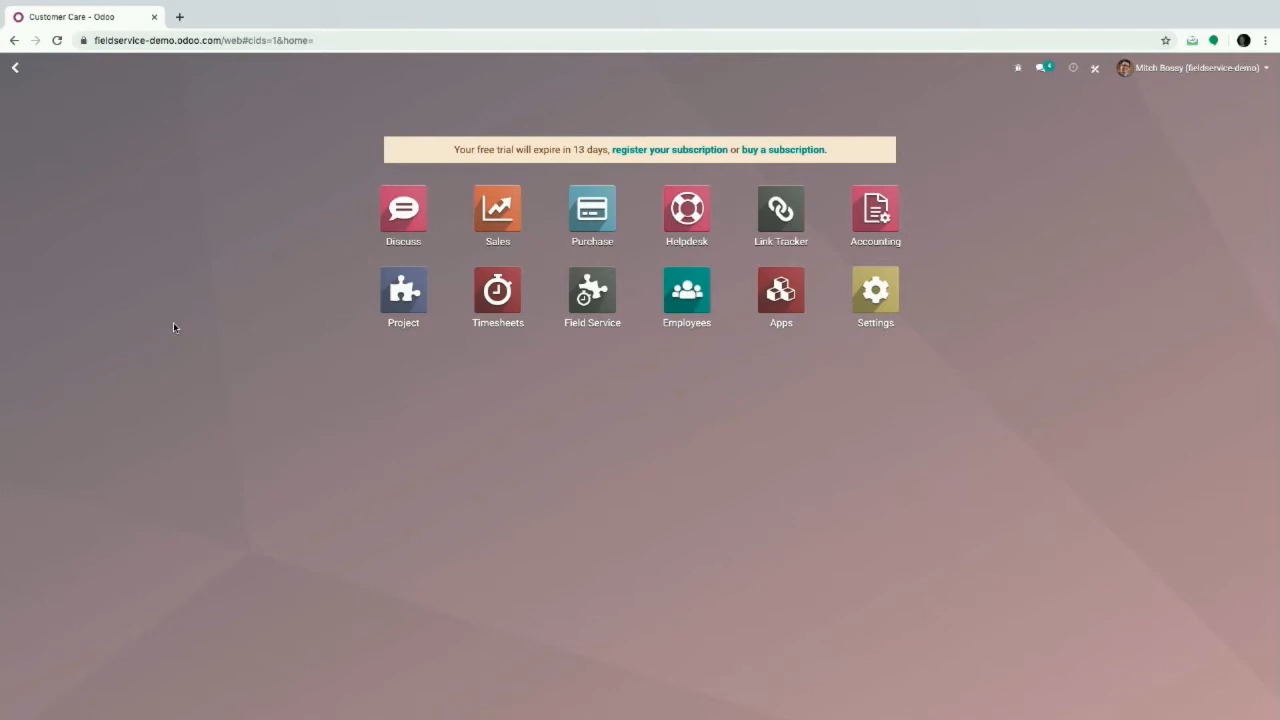 Customer Care - Odoo
fieldservice-demo.odoo.com/web#cids=1&home=
4
Mitch Bossy (fieldservice-demo)
Your free trial will expire in 13 days, register your subscription or buy a subscription.
Discuss Sales Purchase Helpdesk Link Tracker Accounting
Project Timesheets Field Service Employees Apps Settings